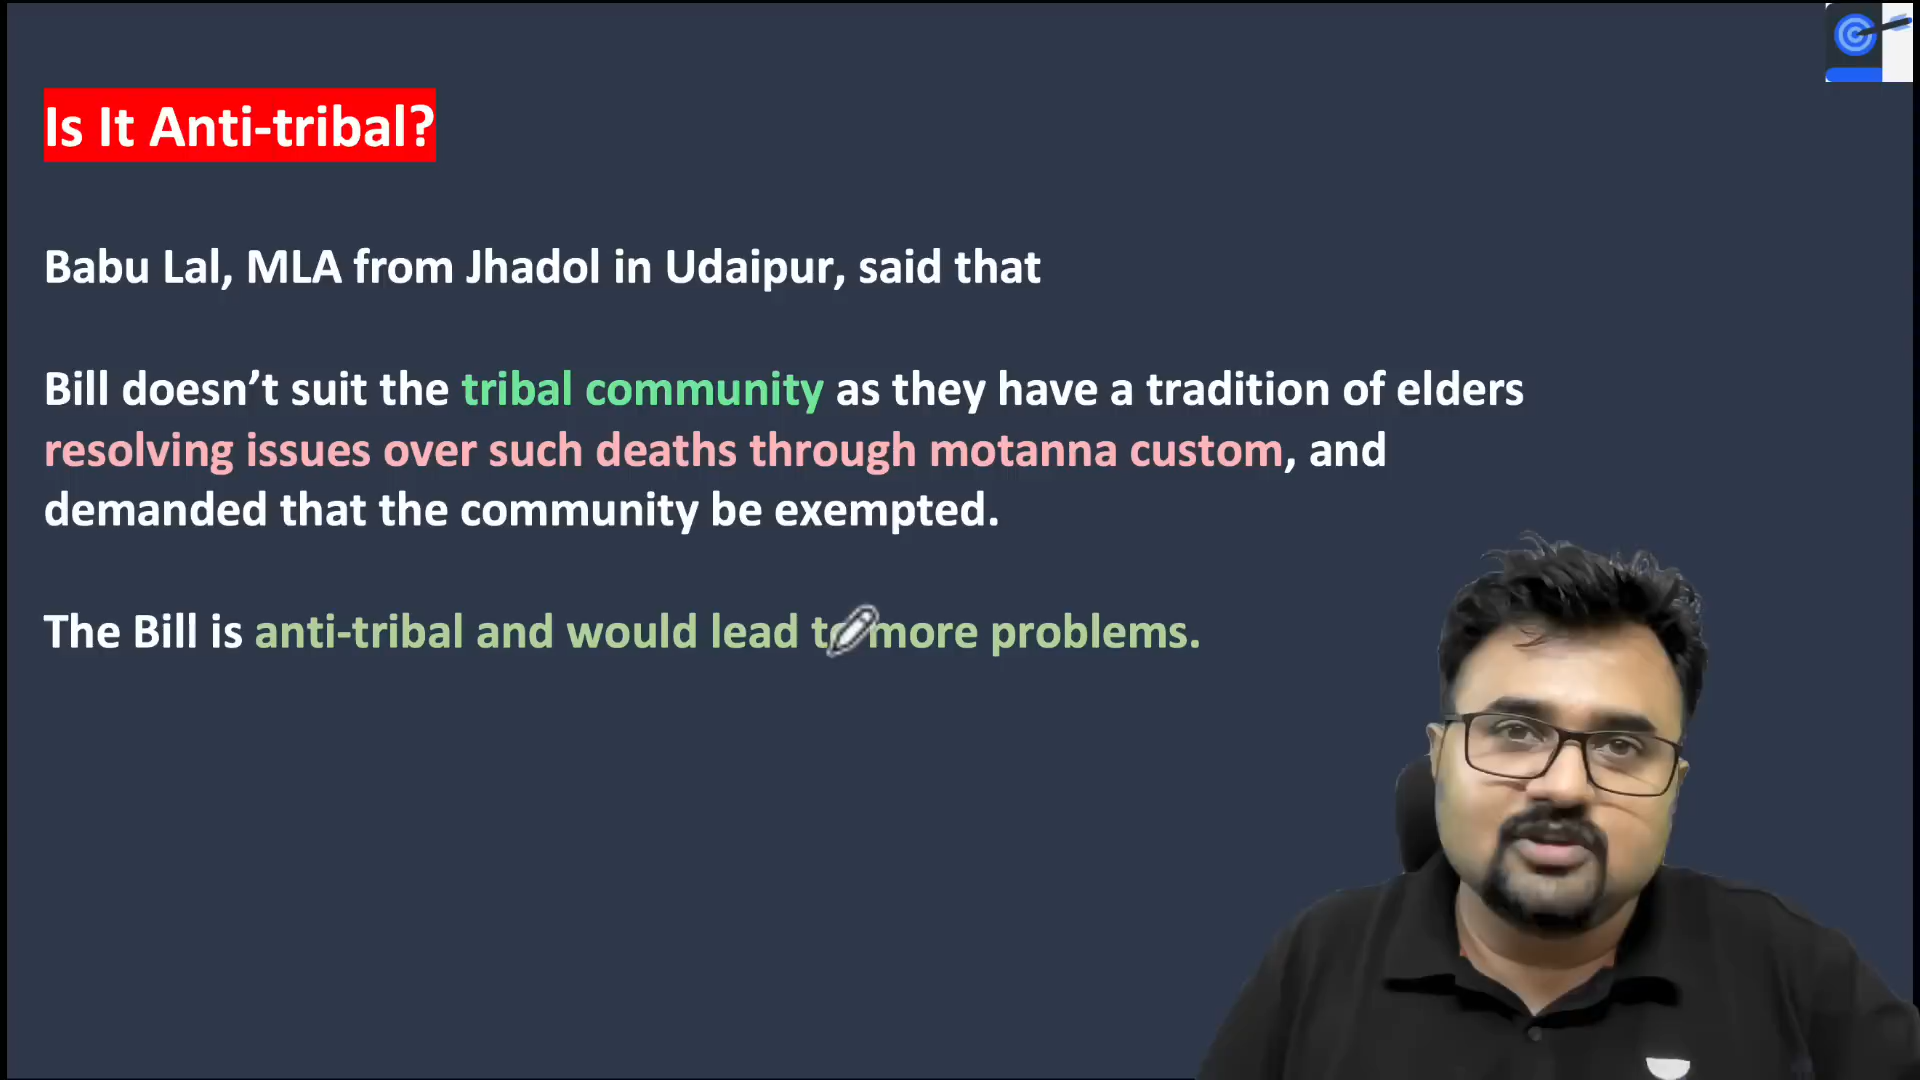 Is It Anti-tribal?
Babu Lal, MLA from Jhadol in Udaipur, said that
Bill doesn’t suit the tribal community as they have a tradition of elders
resolving issues over such deaths through motanna custom, and
demanded that the community be exempted.
The Bill is anti-tribal and would lead to more problems.